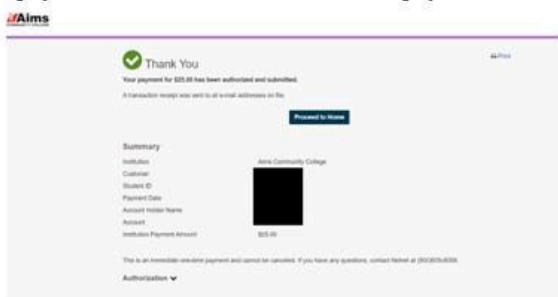 Aims
Print
Thank You
Your payment for $25.00 has been authorized and submitted.
A transaction receipt was sent to all e-mail addresses on file.
Proceed to Home
Summary
Institution Aims Community College
Customer
Student ID
Payment Date
Account Holder Name
Account
Institution Payment Amount $25.00
This is an immediate one-time payment and cannot be canceled. If you have any questions, contact Nelnet at
Authorization